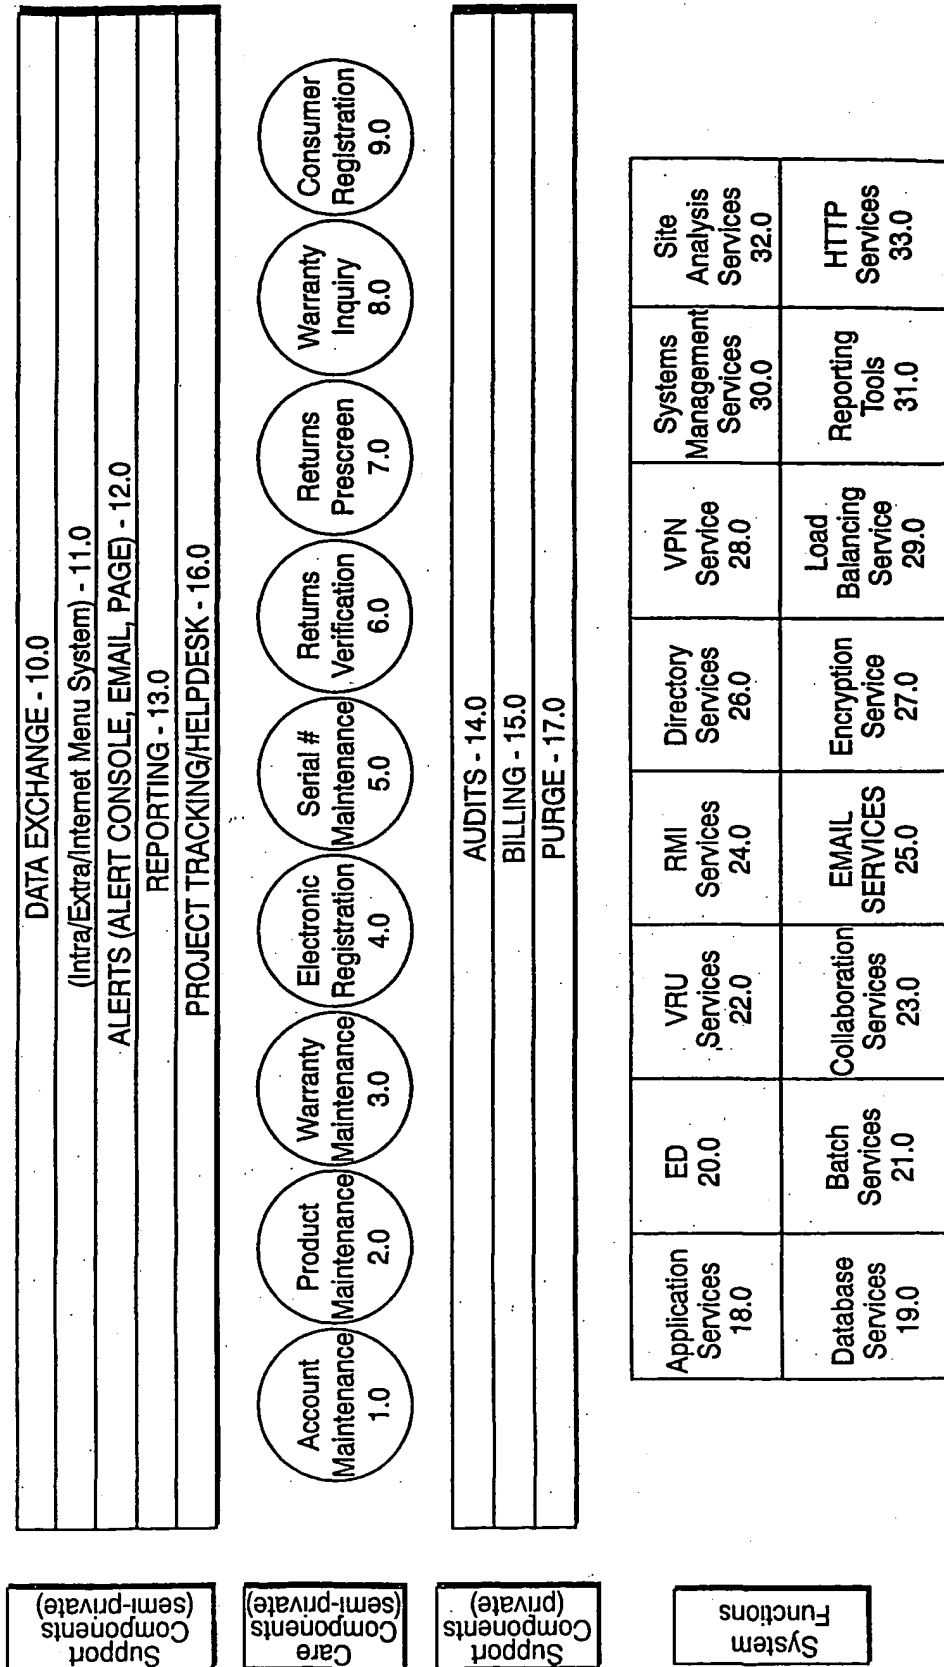 Support
Components
(semi-private)
DATA EXCHANGE - 10.0
(Intra/Extra/Internet Menu System) - 11.0
ALERTS (ALERT CONSOLE, EMAIL, PAGE) - 12.0
REPORTING - 13.0
PROJECT TRACKING/HELPDESK - 16.0
Care
Components
(semi-private)
Account
Maintenance
1.0
Product
Maintenance
2.0
Warranty
Maintenance
3.0
Electronic
Registration
4.0
Serial #
Maintenance
5.0
Returns
Verification
6.0
Returns
Prescreen
7.0
Warranty
Inquiry
8.0
Consumer
Registration
9.0
Support
Components
(private)
AUDITS - 14.0
BILLING - 15.0
PURGE - 17.0
System
Functions
Application
Services
18.0
ED
20.0
VRU
Services
22.0
RMI
Services
24.0
Directory
Services
26.0
VPN
Service
28.0
Systems
Management
Services
30.0
Site
Analysis
Services
32.0
Database
Services
19.0
Batch
Services
21.0
Collaboration
Services
23.0
EMAIL
SERVICES
25.0
Encryption
Service
27.0
Load
Balancing
Service
29.0
Reporting
Tools
31.0
HTTP
Services
33.0